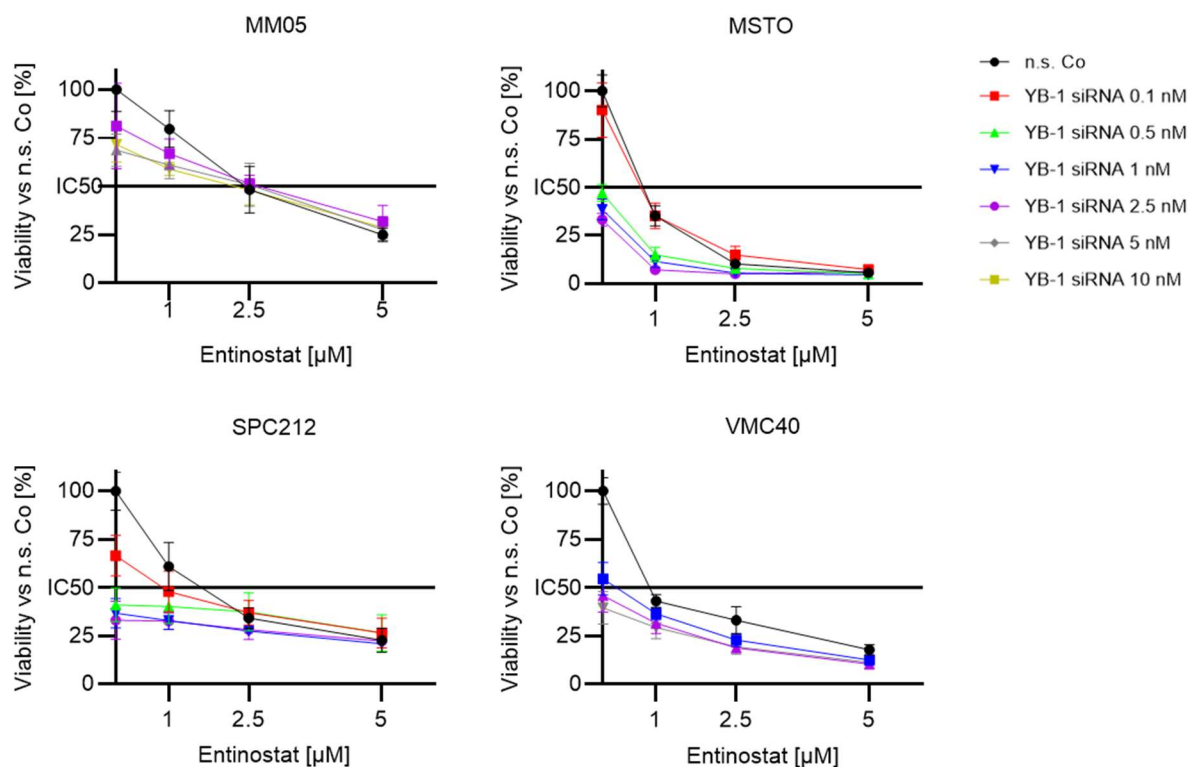 MM05
Viability vs n.s. Co [%]
100
75
IC50
25
0
1
2.5
5
Entinostat [µM]
MSTO
Viability vs n.s. Co [%]
100
75
IC50
25
0
1
2.5
5
Entinostat [µM]
n.s. Co
YB-1 siRNA 0.1 nM
YB-1 siRNA 0.5 nM
YB-1 siRNA 1 nM
YB-1 siRNA 2.5 nM
YB-1 siRNA 5 nM
YB-1 siRNA 10 nM
SPC212
Viability vs n.s. Co [%]
100
75
IC50
25
0
1
2.5
5
Entinostat [µM]
VMC40
Viability vs n.s. Co [%]
100
75
IC50
25
0
1
2.5
5
Entinostat [µM]